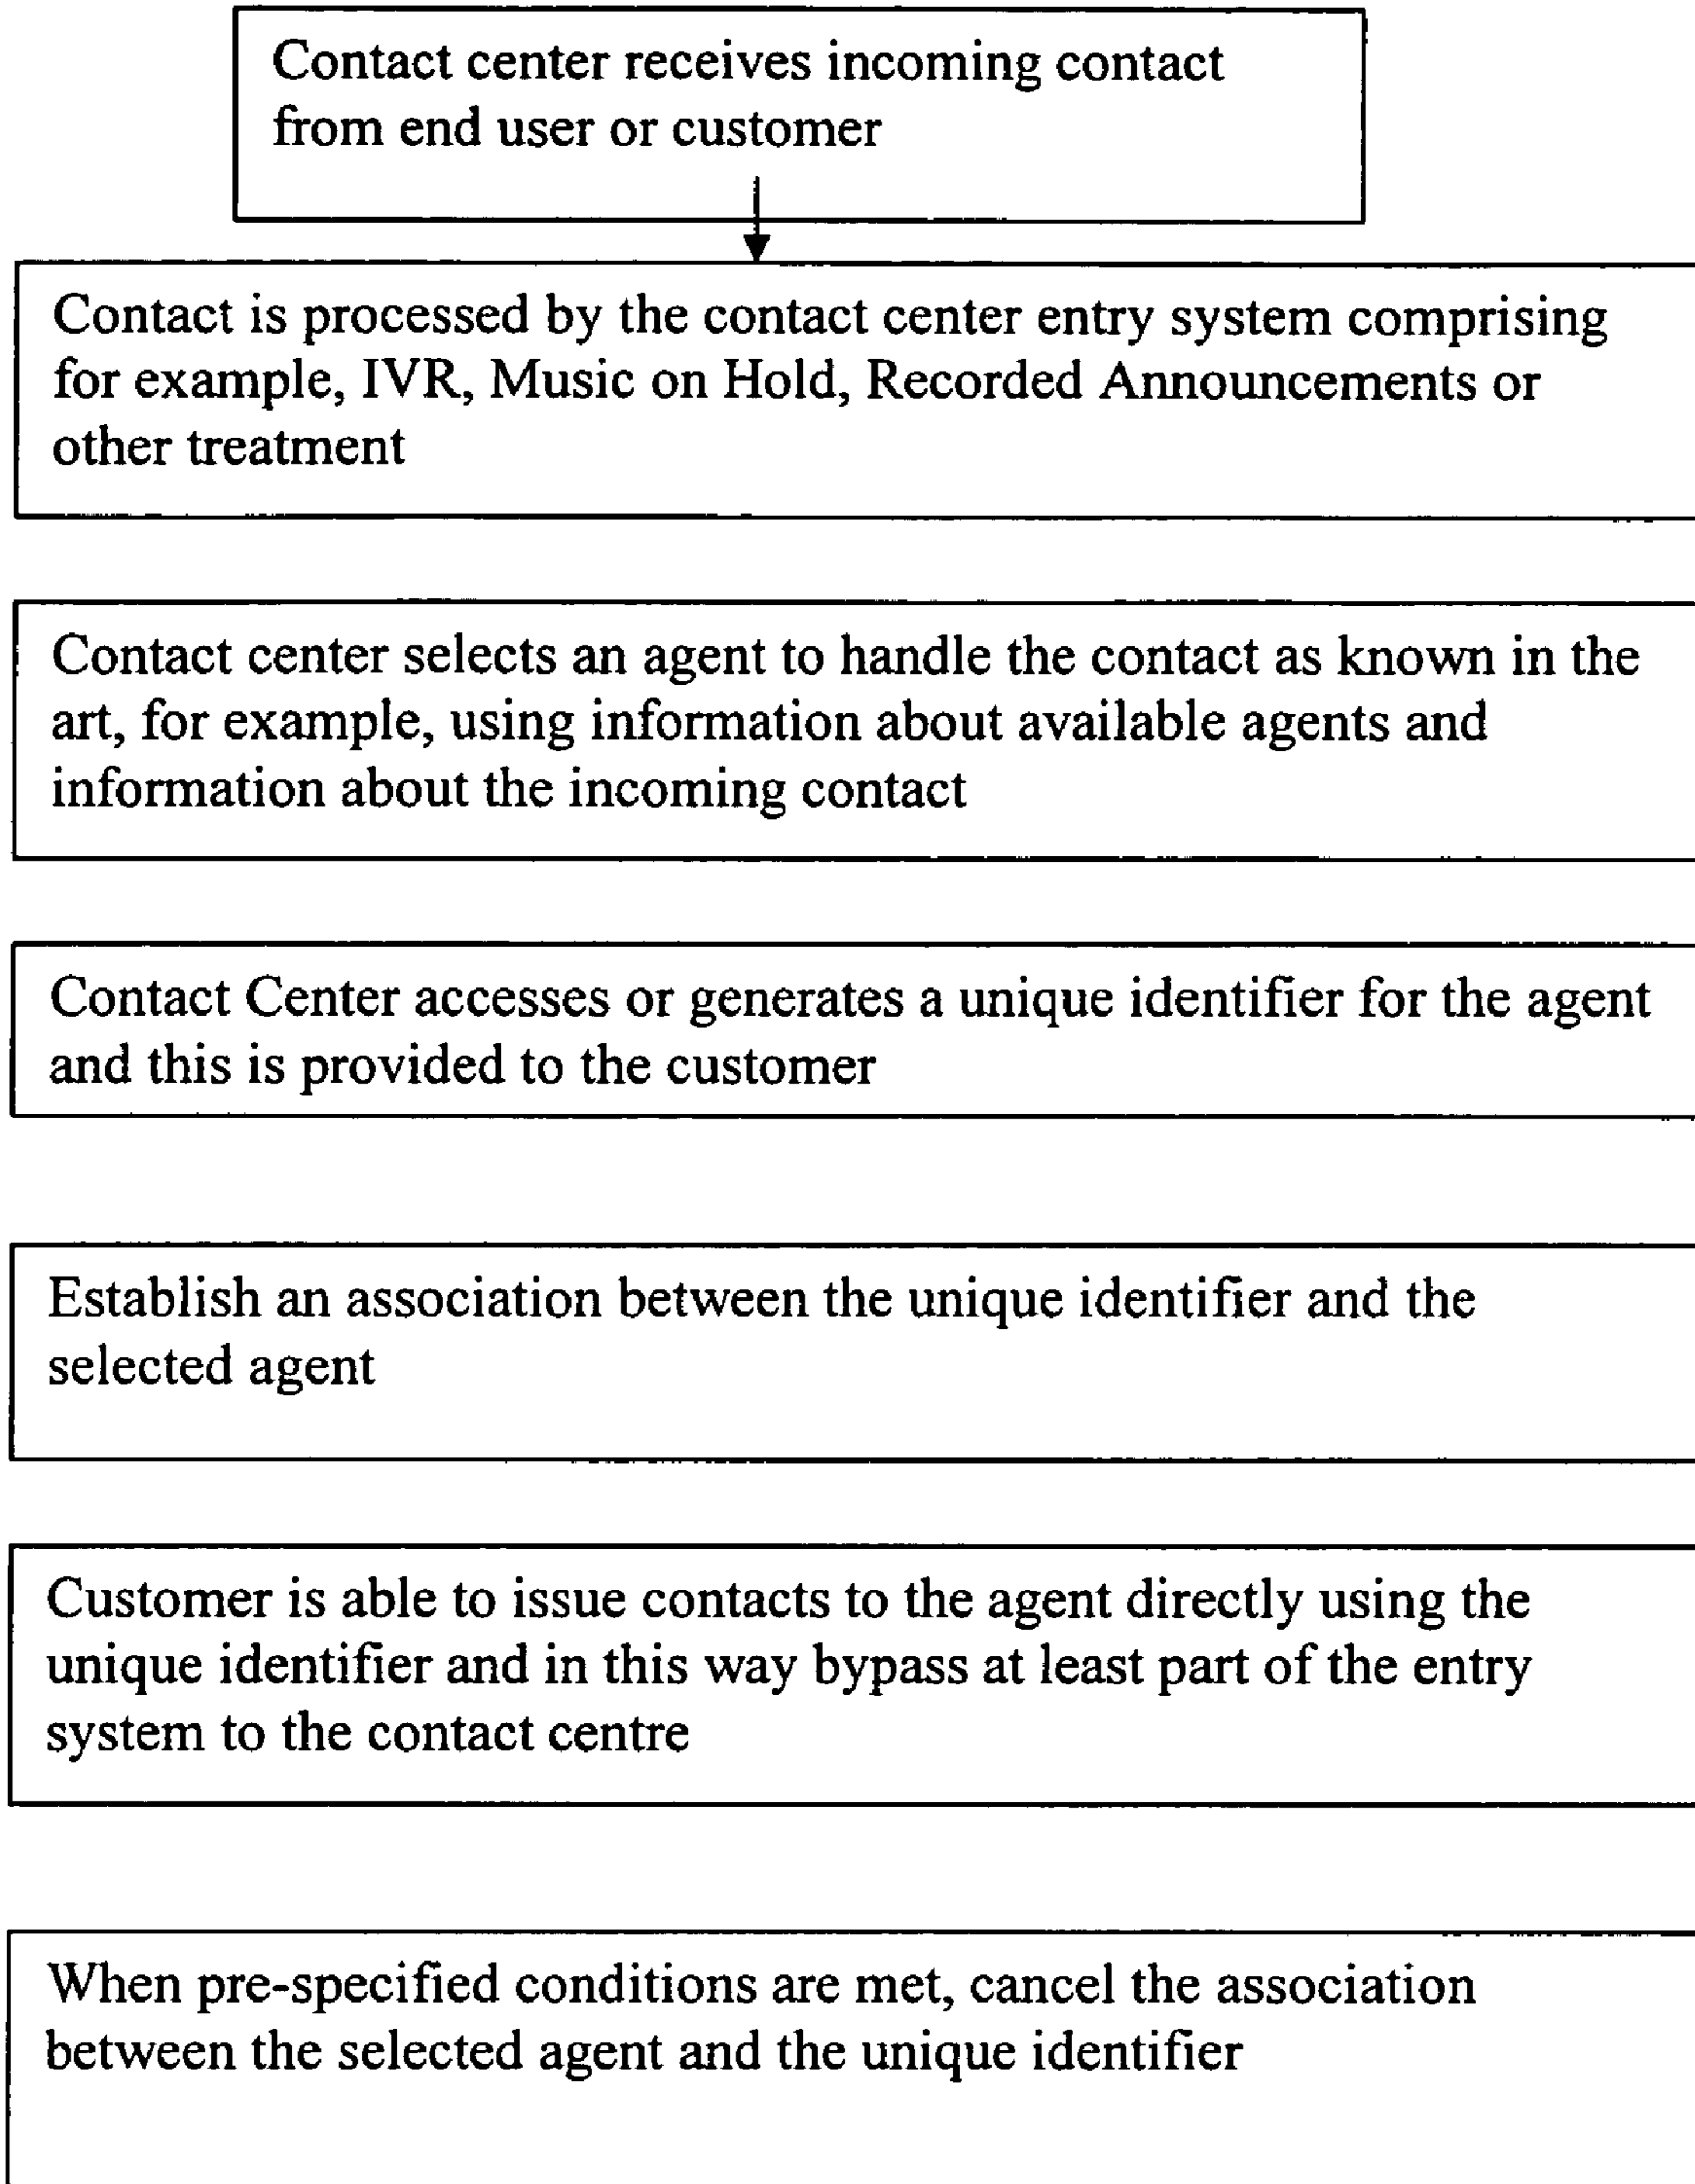 Contact center receives incoming contact
from end user or customer
Contact is processed by the contact center entry system comprising
for example, IVR, Music on Hold, Recorded Announcements or
other treatment
Contact center selects an agent to handle the contact as known in the
art, for example, using information about available agents and
information about the incoming contact
Contact Center accesses or generates a unique identifier for the agent
and this is provided to the customer
Establish an association between the unique identifier and the
selected agent
Customer is able to issue contacts to the agent directly using the
unique identifier and in this way bypass at least part of the entry
system to the contact centre
When pre-specified conditions are met, cancel the association
between the selected agent and the unique identifier